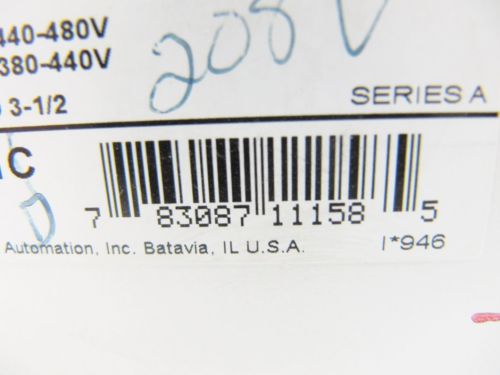 440-480V
380-440V
208V
3-1/2
SERIES A
C
7 83087 11158 5
Automation, Inc. Batavia, IL U.S.A.
I*946